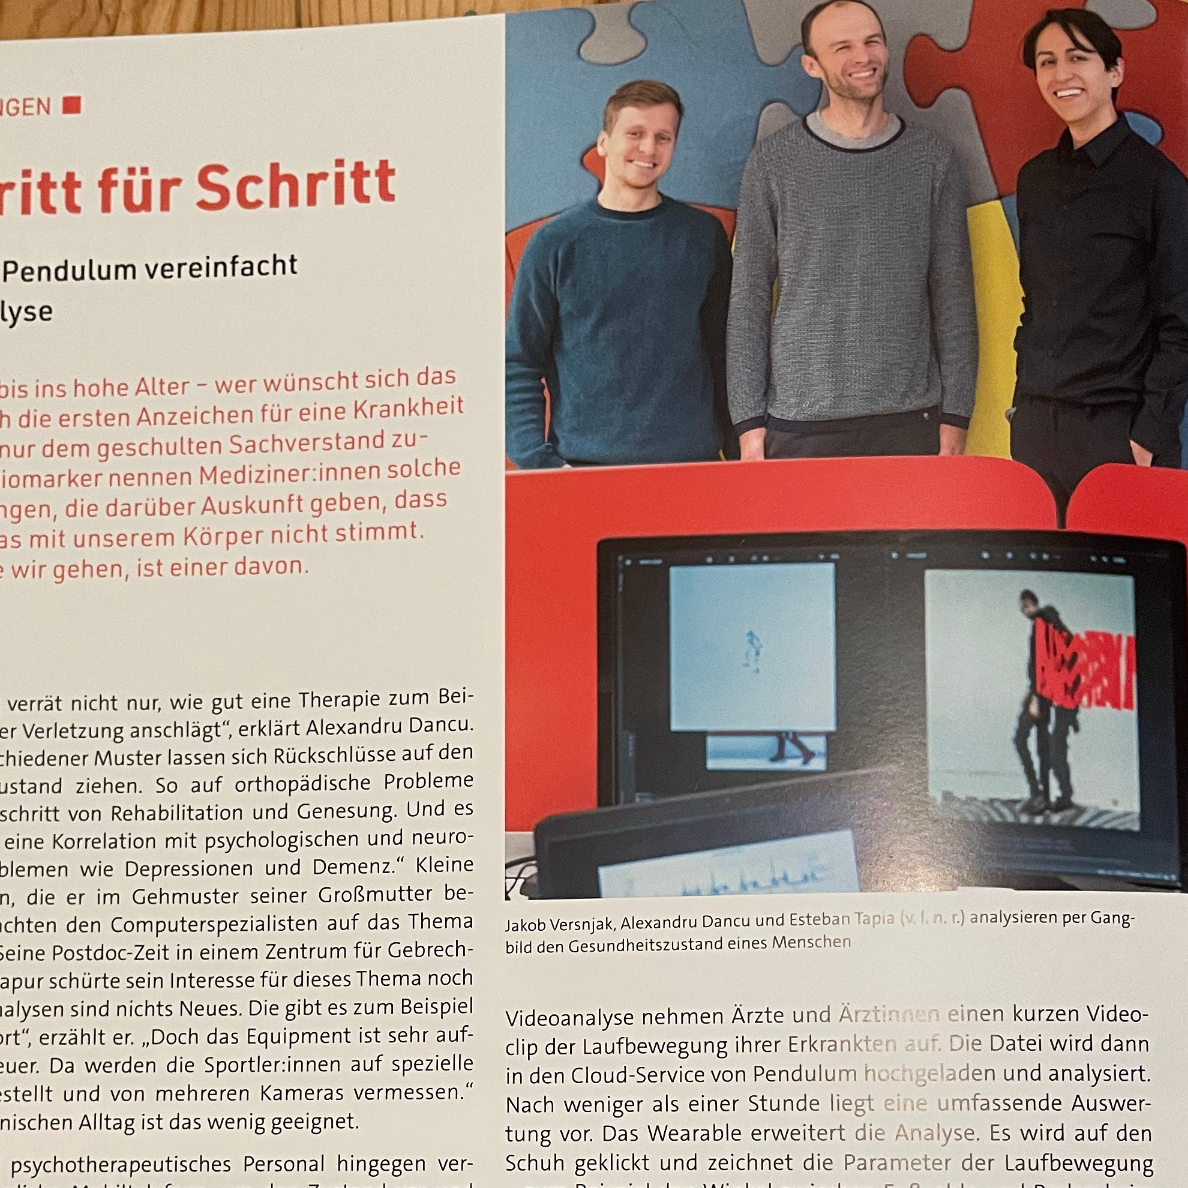 NGEN
ritt für Schritt
Pendulum vereinfacht
lyse
bis ins hohe Alter – wer wünscht sich das
h die ersten Anzeichen für eine Krankheit
nur dem geschulten Sachverstand zu-
iomarker nennen Mediziner:innen solche
ngen, die darüber Auskunft geben, dass
as mit unserem Körper nicht stimmt.
e wir gehen, ist einer davon.
verrät nicht nur, wie gut eine Therapie zum Bei-
er Verletzung anschlägt“, erklärt Alexandru Dancu.
chiedener Muster lassen sich Rückschlüsse auf den
ustand ziehen. So auf orthopädische Probleme
schritt von Rehabilitation und Genesung. Und es
eine Korrelation mit psychologischen und neuro-
blemen wie Depressionen und Demenz.“ Kleine
n, die er im Gehmuster seiner Großmutter be-
achten den Computerspezialisten auf das Thema
Seine Postdoc-Zeit in einem Zentrum für Gebrech-
apur schürte sein Interesse für dieses Thema noch
nalysen sind nichts Neues. Die gibt es zum Beispiel
ort“, erzählt er. „Doch das Equipment ist sehr auf-
euer. Da werden die Sportler:innen auf spezielle
estellt und von mehreren Kameras vermessen.“
nischen Alltag ist das wenig geeignet.
psychotherapeutisches Personal hingegen ver-
Jakob Versnjak, Alexandru Dancu und Esteban Tapia (v. l. n. r.) analysieren per Gang-
bild den Gesundheitszustand eines Menschen
Videoanalyse nehmen Ärzte und Ärztinnen einen kurzen Video-
clip der Laufbewegung ihrer Erkrankten auf. Die Datei wird dann
in den Cloud-Service von Pendulum hochgeladen und analysiert.
Nach weniger als einer Stunde liegt eine umfassende Auswer-
tung vor. Das Wearable erweitert die Analyse. Es wird auf den
Schuh geklickt und zeichnet die Parameter der Laufbewegung